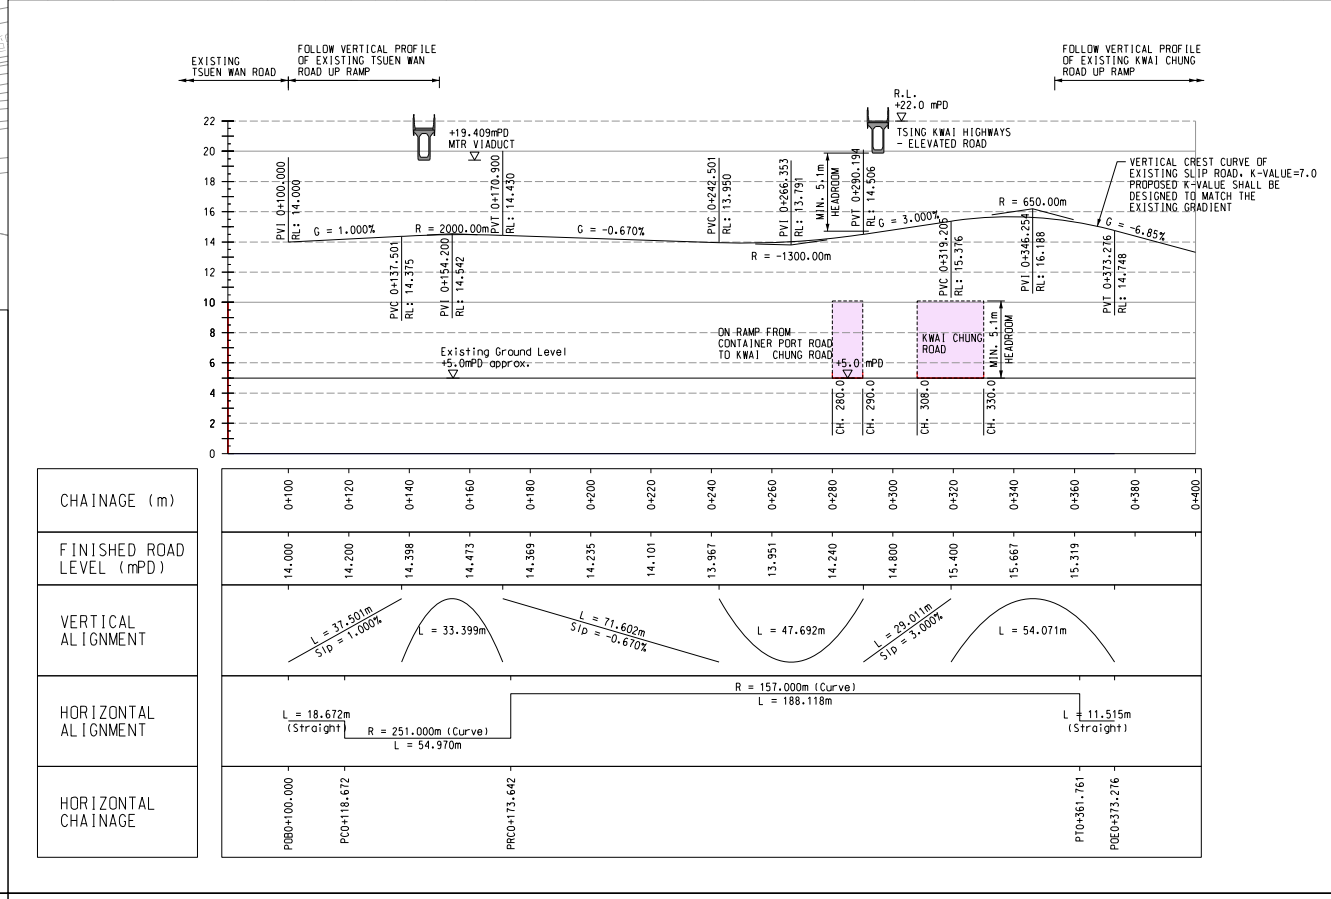 EXISTING
TSUEN WAN ROAD
FOLLOW VERTICAL PROFILE
OF EXISTING TSUEN WAN
ROAD UP RAMP
FOLLOW VERTICAL PROFILE
OF EXISTING KWAI CHUNG
ROAD UP RAMP
R.L.
+22.0 mPD
TSING KWAI HIGHWAYS
- ELEVATED ROAD
+19.409mPD
MTR VIADUCT
VERTICAL CREST CURVE OF
EXISTING SLIP ROAD. K-VALUE=7.0
PROPOSED K-VALUE SHALL BE
DESIGNED TO MATCH THE
EXISTING GRADIENT
22
20
18
16
14
12
10
8
6
4
2
0
PVI 0+100.000
RL: 14.000
G = 1.000%
PVC 0+137.501
RL: 14.375
R = 2000.00m
PVI 0+154.200
RL: 14.542
PVT 0+170.900
RL: 14.430
G = -0.670%
PVC 0+242.501
RL: 13.950
PVI 0+266.353
RL: 13.791
R = -1300.00m
MIN. 5.1m
HEADROOM
PVT 0+290.194
RL: 14.506
G = 3.000%
PVC 0+319.205
RL: 15.376
R = 650.00m
PVI 0+346.254
RL: 16.188
PVT 0+373.276
RL: 14.748
G = -6.85%
Existing Ground Level
+5.0mPD approx.
ON RAMP FROM
CONTAINER PORT ROAD
TO KWAI CHUNG ROAD
+5.0 mPD
KWAI CHUNG
ROAD
MIN. 5.1m
HEADROOM
CH. 280.0
CH. 290.0
CH. 308.0
CH. 330.0
CHAINAGE (m)
0+100
0+120
0+140
0+160
0+180
0+200
0+220
0+240
0+260
0+280
0+300
0+320
0+340
0+360
0+380
0+400
FINISHED ROAD
LEVEL (mPD)
14.000
14.200
14.398
14.473
14.369
14.235
14.101
13.967
13.951
14.240
14.800
15.400
15.667
15.319
VERTICAL
ALIGNMENT
L = 37.501m
Slp = 1.000%
L = 33.399m
L = 71.602m
Slp = -0.670%
L = 47.692m
L = 29.011m
Slp = 3.000%
L = 54.071m
HORIZONTAL
ALIGNMENT
L = 18.672m
(Straight)
R = 251.000m (Curve)
L = 54.970m
R = 157.000m (Curve)
L = 188.118m
L = 11.515m
(Straight)
HORIZONTAL
CHAINAGE
POB0+100.000
PC0+118.672
PRC0+173.642
PT0+361.761
POE0+373.276